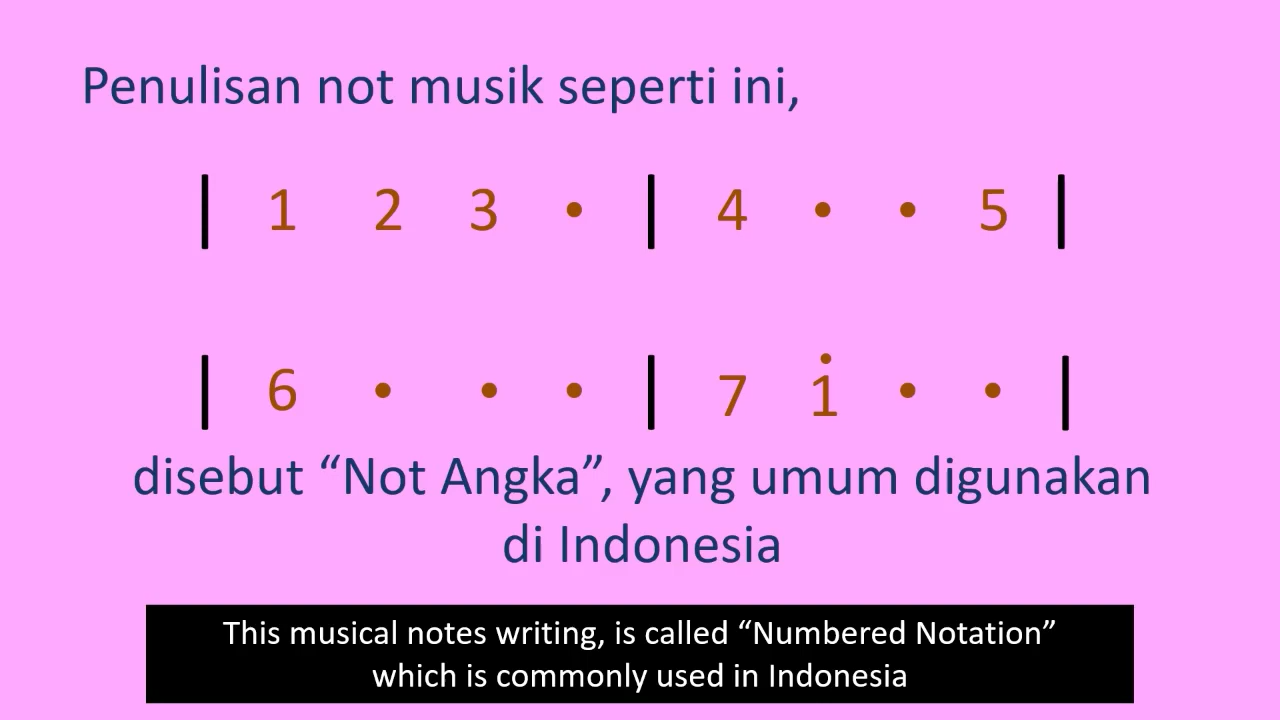 Penulisan not musik seperti ini,
| 1 2 3 • | 4 • • 5 |
| 6 • • • | 7 1̇ • • |
disebut “Not Angka”, yang umum digunakan
di Indonesia
This musical notes writing, is called “Numbered Notation”
which is commonly used in Indonesia